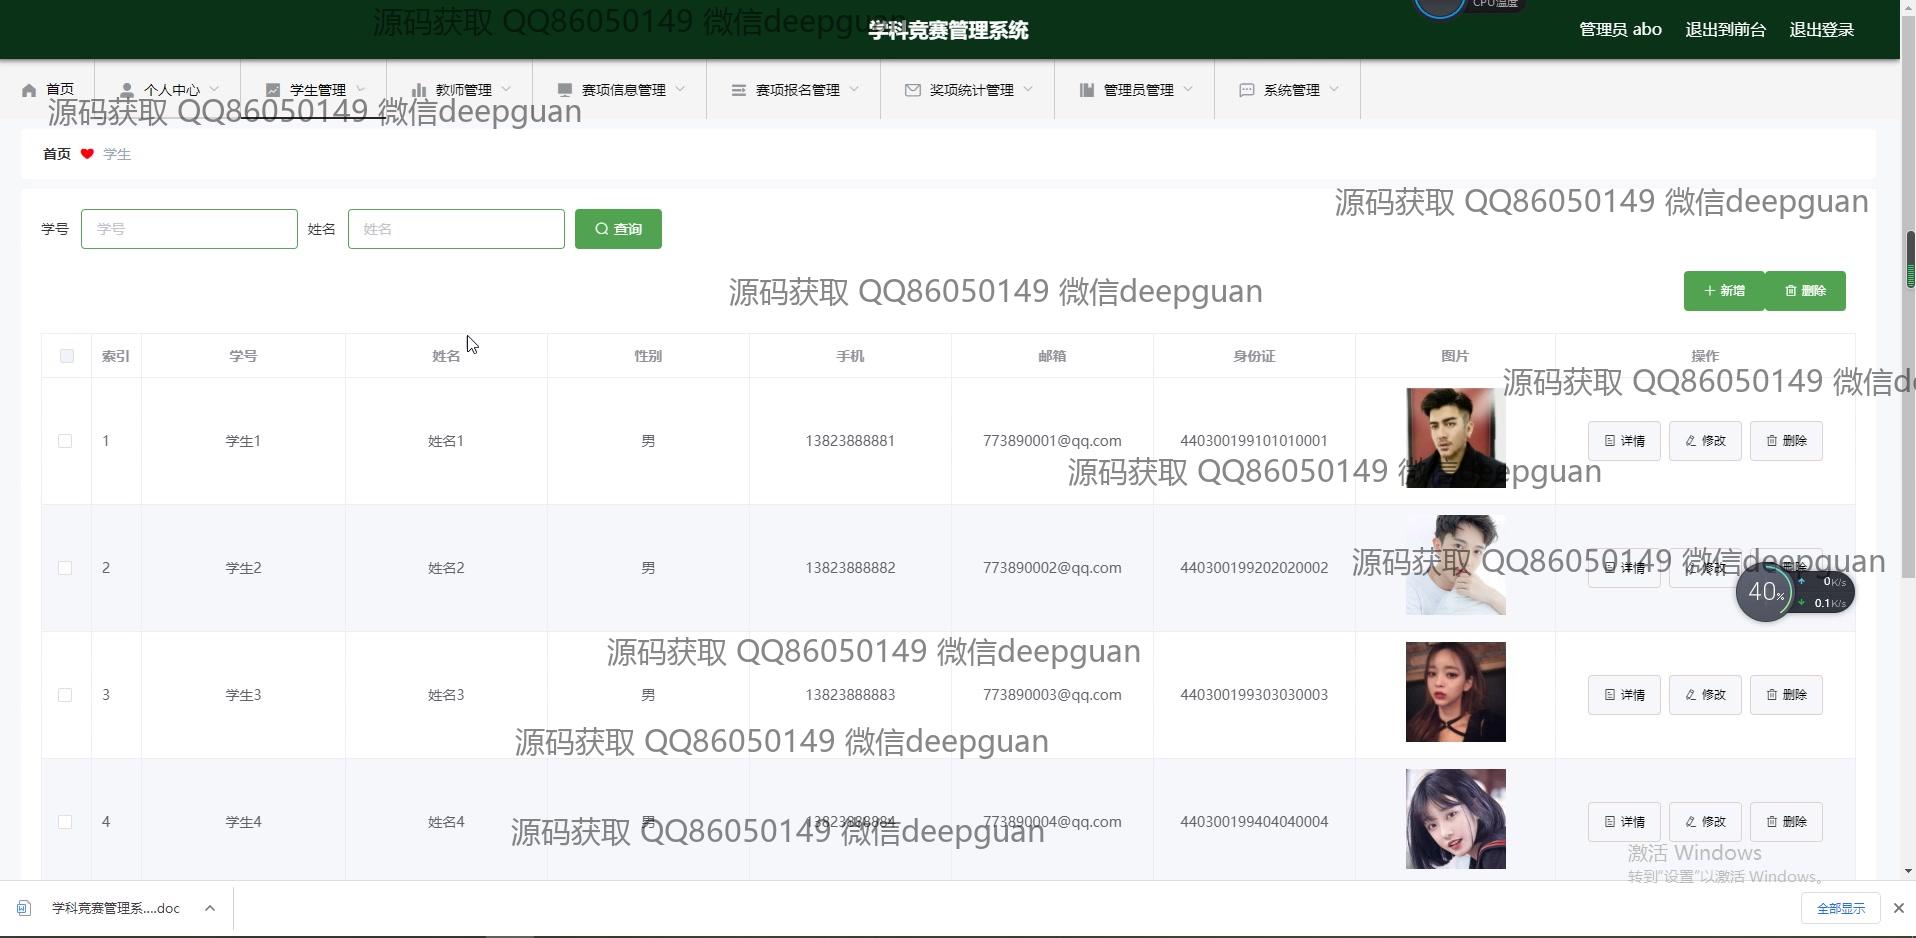 CPU温度
源码获取 QQ86050149 微信deepguan
学科竞赛管理系统
管理员 abo 退出到前台 退出登录
首页 个人中心 学生管理 教师管理 赛项信息管理 赛项报名管理 奖项统计管理 管理员管理 系统管理
源码获取 QQ86050149 微信deepguan
首页 学生
源码获取 QQ86050149 微信deepguan
学号 学号 姓名 姓名 查询
源码获取 QQ86050149 微信deepguan
新增 删除
索引 学号 姓名 性别 手机 邮箱 身份证 图片 操作
源码获取 QQ86050149 微信de
1 学生1 姓名1 男 13823888881 773890001@qq.com 440300199101010001 详情 修改 删除
源码获取 QQ86050149 微信deepguan
源码获取 QQ86050149 微信deepguan
2 学生2 姓名2 男 13823888882 773890002@qq.com 440300199202020002 详情 修改 删除
40% 0K/s
0.1K/s
源码获取 QQ86050149 微信deepguan
3 学生3 姓名3 男 13823888883 773890003@qq.com 440300199303030003 详情 修改 删除
源码获取 QQ86050149 微信deepguan
4 学生4 姓名4 男 13823888884 773890004@qq.com 440300199404040004 详情 修改 删除
源码获取 QQ86050149 微信deepguan
激活 Windows
转到"设置"以激活 Windows。
学科竞赛管理系....doc 全部显示